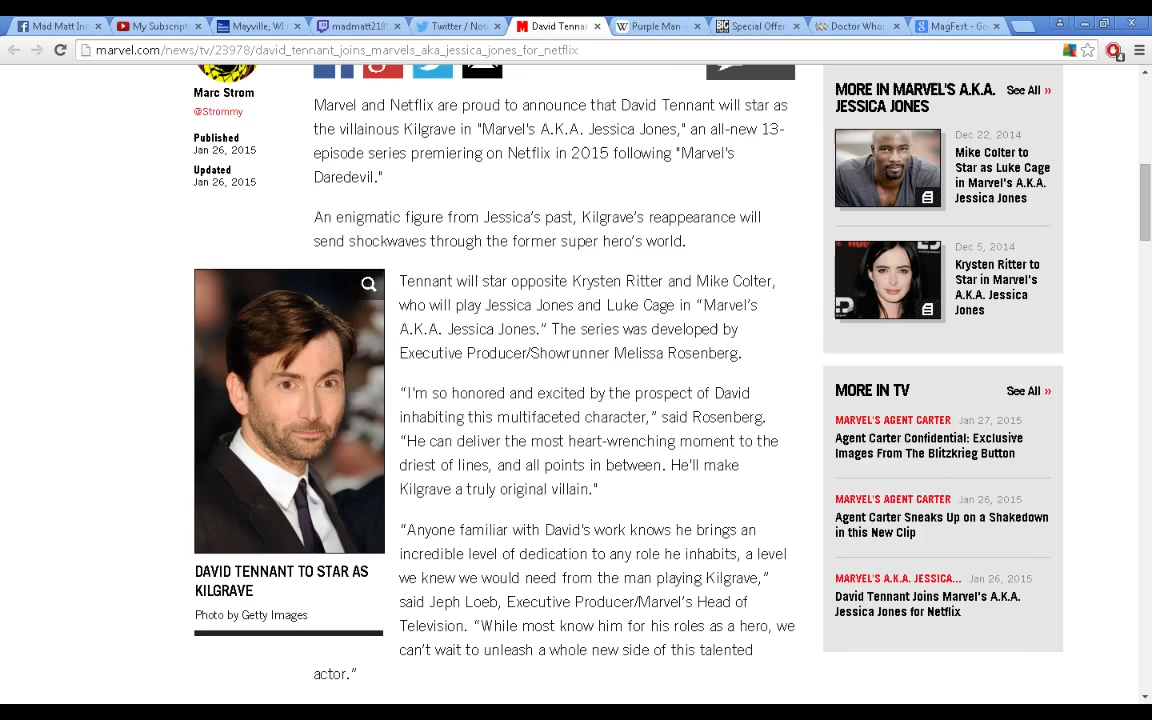 Mad Matt Inc
My Subscript
Mayville, WI
madmatt218
Twitter / Not
David Tennan
Purple Man -
Special Offer
Doctor Who:
MagFest - Go
marvel.com/news/tv/23978/david_tennant_joins_marvels_aka_jessica_jones_for_netflix
4
Marc Strom
@Strommy
Published
Jan 26, 2015
Updated
Jan 26, 2015
Marvel and Netflix are proud to announce that David Tennant will star as
the villainous Kilgrave in "Marvel's A.K.A. Jessica Jones," an all-new 13-
episode series premiering on Netflix in 2015 following "Marvel's
Daredevil."
An enigmatic figure from Jessica’s past, Kilgrave’s reappearance will
send shockwaves through the former super hero’s world.
Tennant will star opposite Krysten Ritter and Mike Colter,
who will play Jessica Jones and Luke Cage in “Marvel’s
A.K.A. Jessica Jones.” The series was developed by
Executive Producer/Showrunner Melissa Rosenberg.
“I'm so honored and excited by the prospect of David
inhabiting this multifaceted character,” said Rosenberg.
“He can deliver the most heart-wrenching moment to the
driest of lines, and all points in between. He'll make
Kilgrave a truly original villain."
“Anyone familiar with David's work knows he brings an
incredible level of dedication to any role he inhabits, a level
we knew we would need from the man playing Kilgrave,”
said Jeph Loeb, Executive Producer/Marvel’s Head of
Television. “While most know him for his roles as a hero, we
can’t wait to unleash a whole new side of this talented
actor.”
DAVID TENNANT TO STAR AS
KILGRAVE
Photo by Getty Images
MORE IN MARVEL'S A.K.A.
JESSICA JONES
See All »
Dec 22, 2014
Mike Colter to
Star as Luke Cage
in Marvel's A.K.A.
Jessica Jones
Dec 5, 2014
Krysten Ritter to
Star in Marvel's
A.K.A. Jessica
Jones
MORE IN TV
See All »
MARVEL'S AGENT CARTER Jan 27, 2015
Agent Carter Confidential: Exclusive
Images From The Blitzkrieg Button
MARVEL'S AGENT CARTER Jan 26, 2015
Agent Carter Sneaks Up on a Shakedown
in this New Clip
MARVEL'S A.K.A. JESSICA... Jan 26, 2015
David Tennant Joins Marvel's A.K.A.
Jessica Jones for Netflix